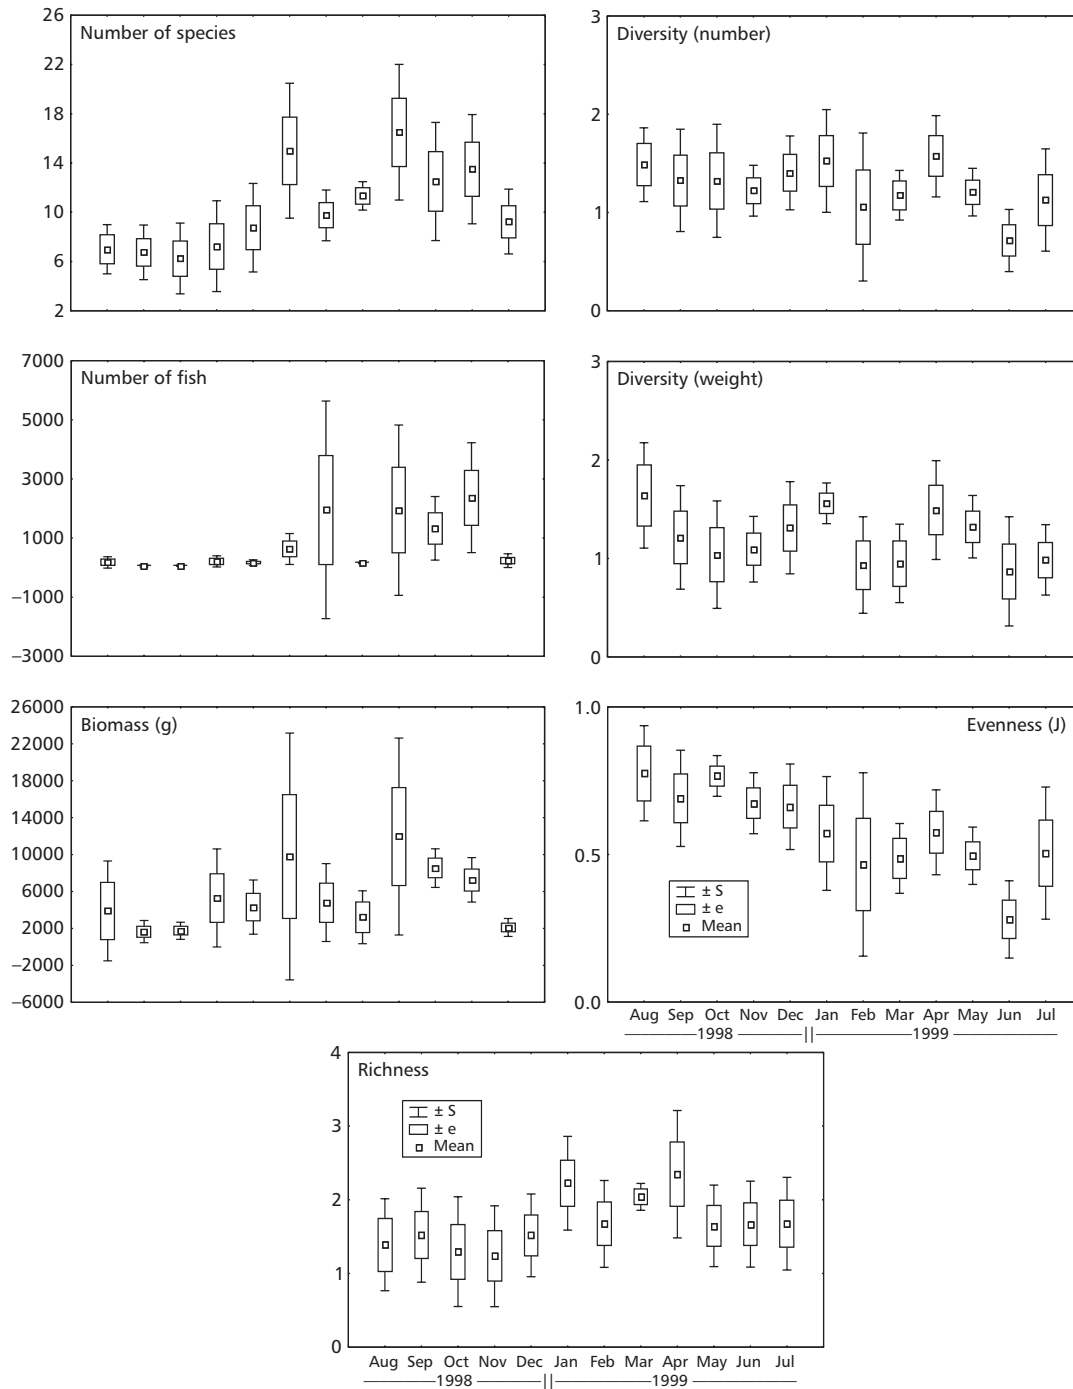 Number of species
26
22
18
14
10
6
2
Diversity (number)
3
2
1
0
Number of fish
7000
5000
3000
1000
−1000
−3000
Diversity (weight)
3
2
1
0
Biomass (g)
26000
22000
18000
14000
10000
6000
2000
−2000
−6000
Evenness (J)
1.0
0.5
0.0
± S
± e
Mean
Aug Sep Oct Nov Dec Jan Feb Mar Apr May Jun Jul
1998 || 1999
Richness
4
3
2
1
0
± S
± e
Mean
Aug Sep Oct Nov Dec Jan Feb Mar Apr May Jun Jul
1998 || 1999